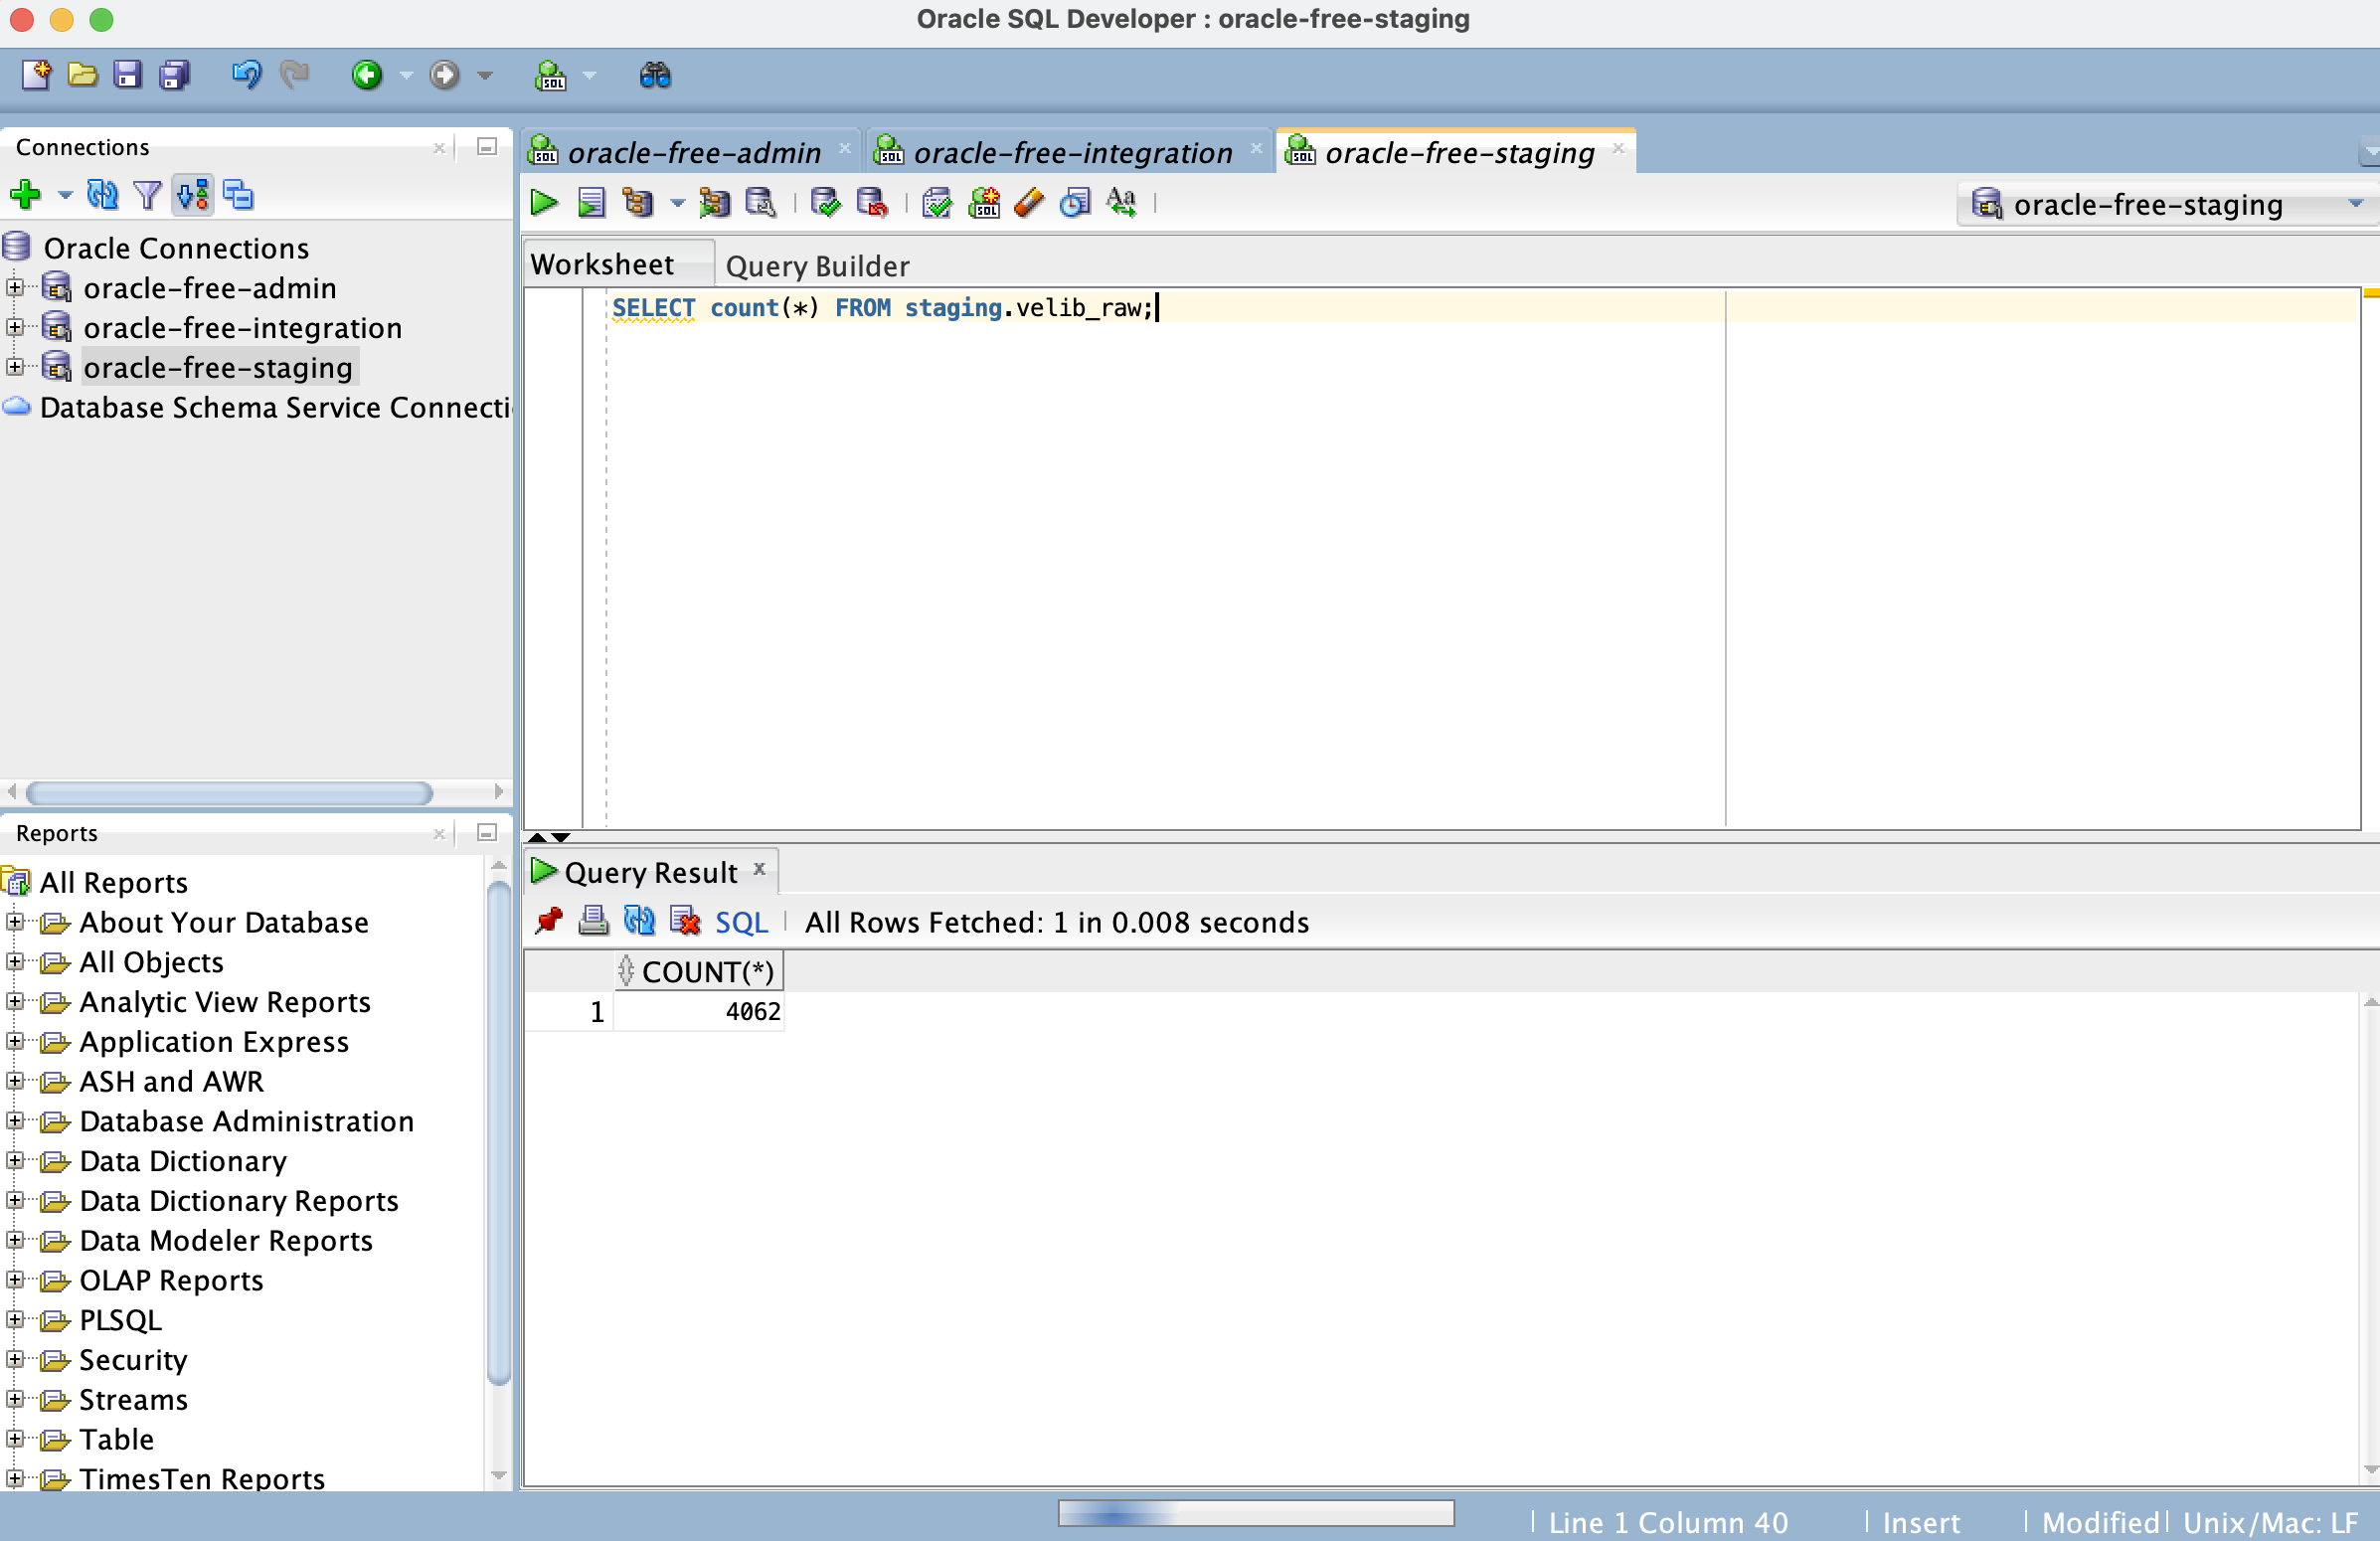 Oracle SQL Developer : oracle-free-staging
Connections
Oracle Connections
oracle-free-admin
oracle-free-integration
oracle-free-staging
Database Schema Service Connecti
Reports
All Reports
About Your Database
All Objects
Analytic View Reports
Application Express
ASH and AWR
Database Administration
Data Dictionary
Data Dictionary Reports
Data Modeler Reports
OLAP Reports
PLSQL
Security
Streams
Table
TimesTen Reports
oracle-free-admin
oracle-free-integration
oracle-free-staging
oracle-free-staging
Worksheet
Query Builder
SELECT count(*) FROM staging.velib_raw;
Query Result
SQL
All Rows Fetched: 1 in 0.008 seconds
COUNT(*)
1 4062
Line 1 Column 40
Insert
Modified
Unix/Mac: LF